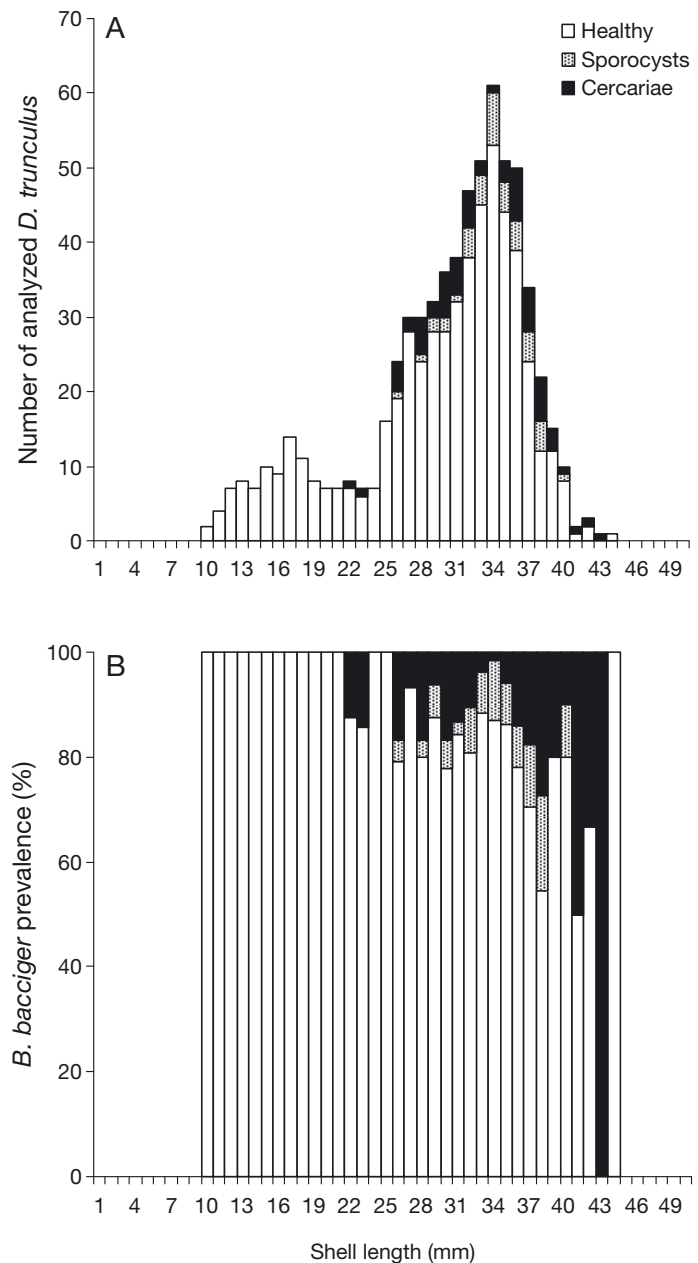 A
Healthy
Sporocysts
Cercariae
Number of analyzed D. trunculus
70
60
50
40
30
20
10
0
1 4 7 10 13 16 19 22 25 28 31 34 37 40 43 46 49
B
B. bacciger prevalence (%)
100
80
60
40
20
0
1 4 7 10 13 16 19 22 25 28 31 34 37 40 43 46 49
Shell length (mm)